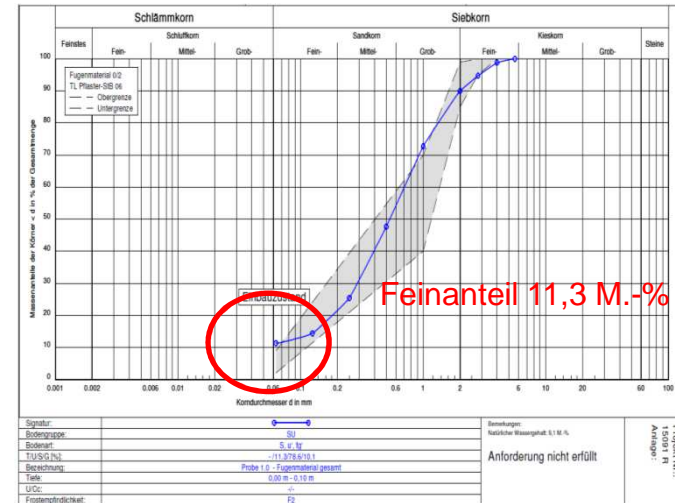 Schlämmkorn Siebkorn
Feinstes Schluffkorn Sandkorn Kieskorn Steine
Fein- Mittel- Grob- Fein- Mittel- Grob- Fein- Mittel- Grob-
Massenanteile der Körner < d in % der Gesamtmenge
100
90
80
70
60
50
40
30
20
10
0
Fugenmaterial 0/2
TL Pflaster-StB 06
Obergrenze
Untergrenze
Einbauzustand
Feinanteil 11,3 M.-%
0.001 0.002 0.006 0.01 0.02 0.06 0.1 0.2 0.6 1 2 6 10 20 60 100
Korndurchmesser d in mm
Signatur:
Bodengruppe: SU
Bodenart: S, u', fg'
T/U/S/G [%]: - /11.3/78.6/10.1
Bezeichnung: Probe 1.0 - Fugenmaterial gesamt
Tiefe: 0,00 m - 0,10 m
U/Cc: -/-
Frostempfindlichkeit: F2
Bemerkungen:
Natürlicher Wassergehalt: 5,1 M.-%
Anforderung nicht erfüllt
15091 R
Anlage: